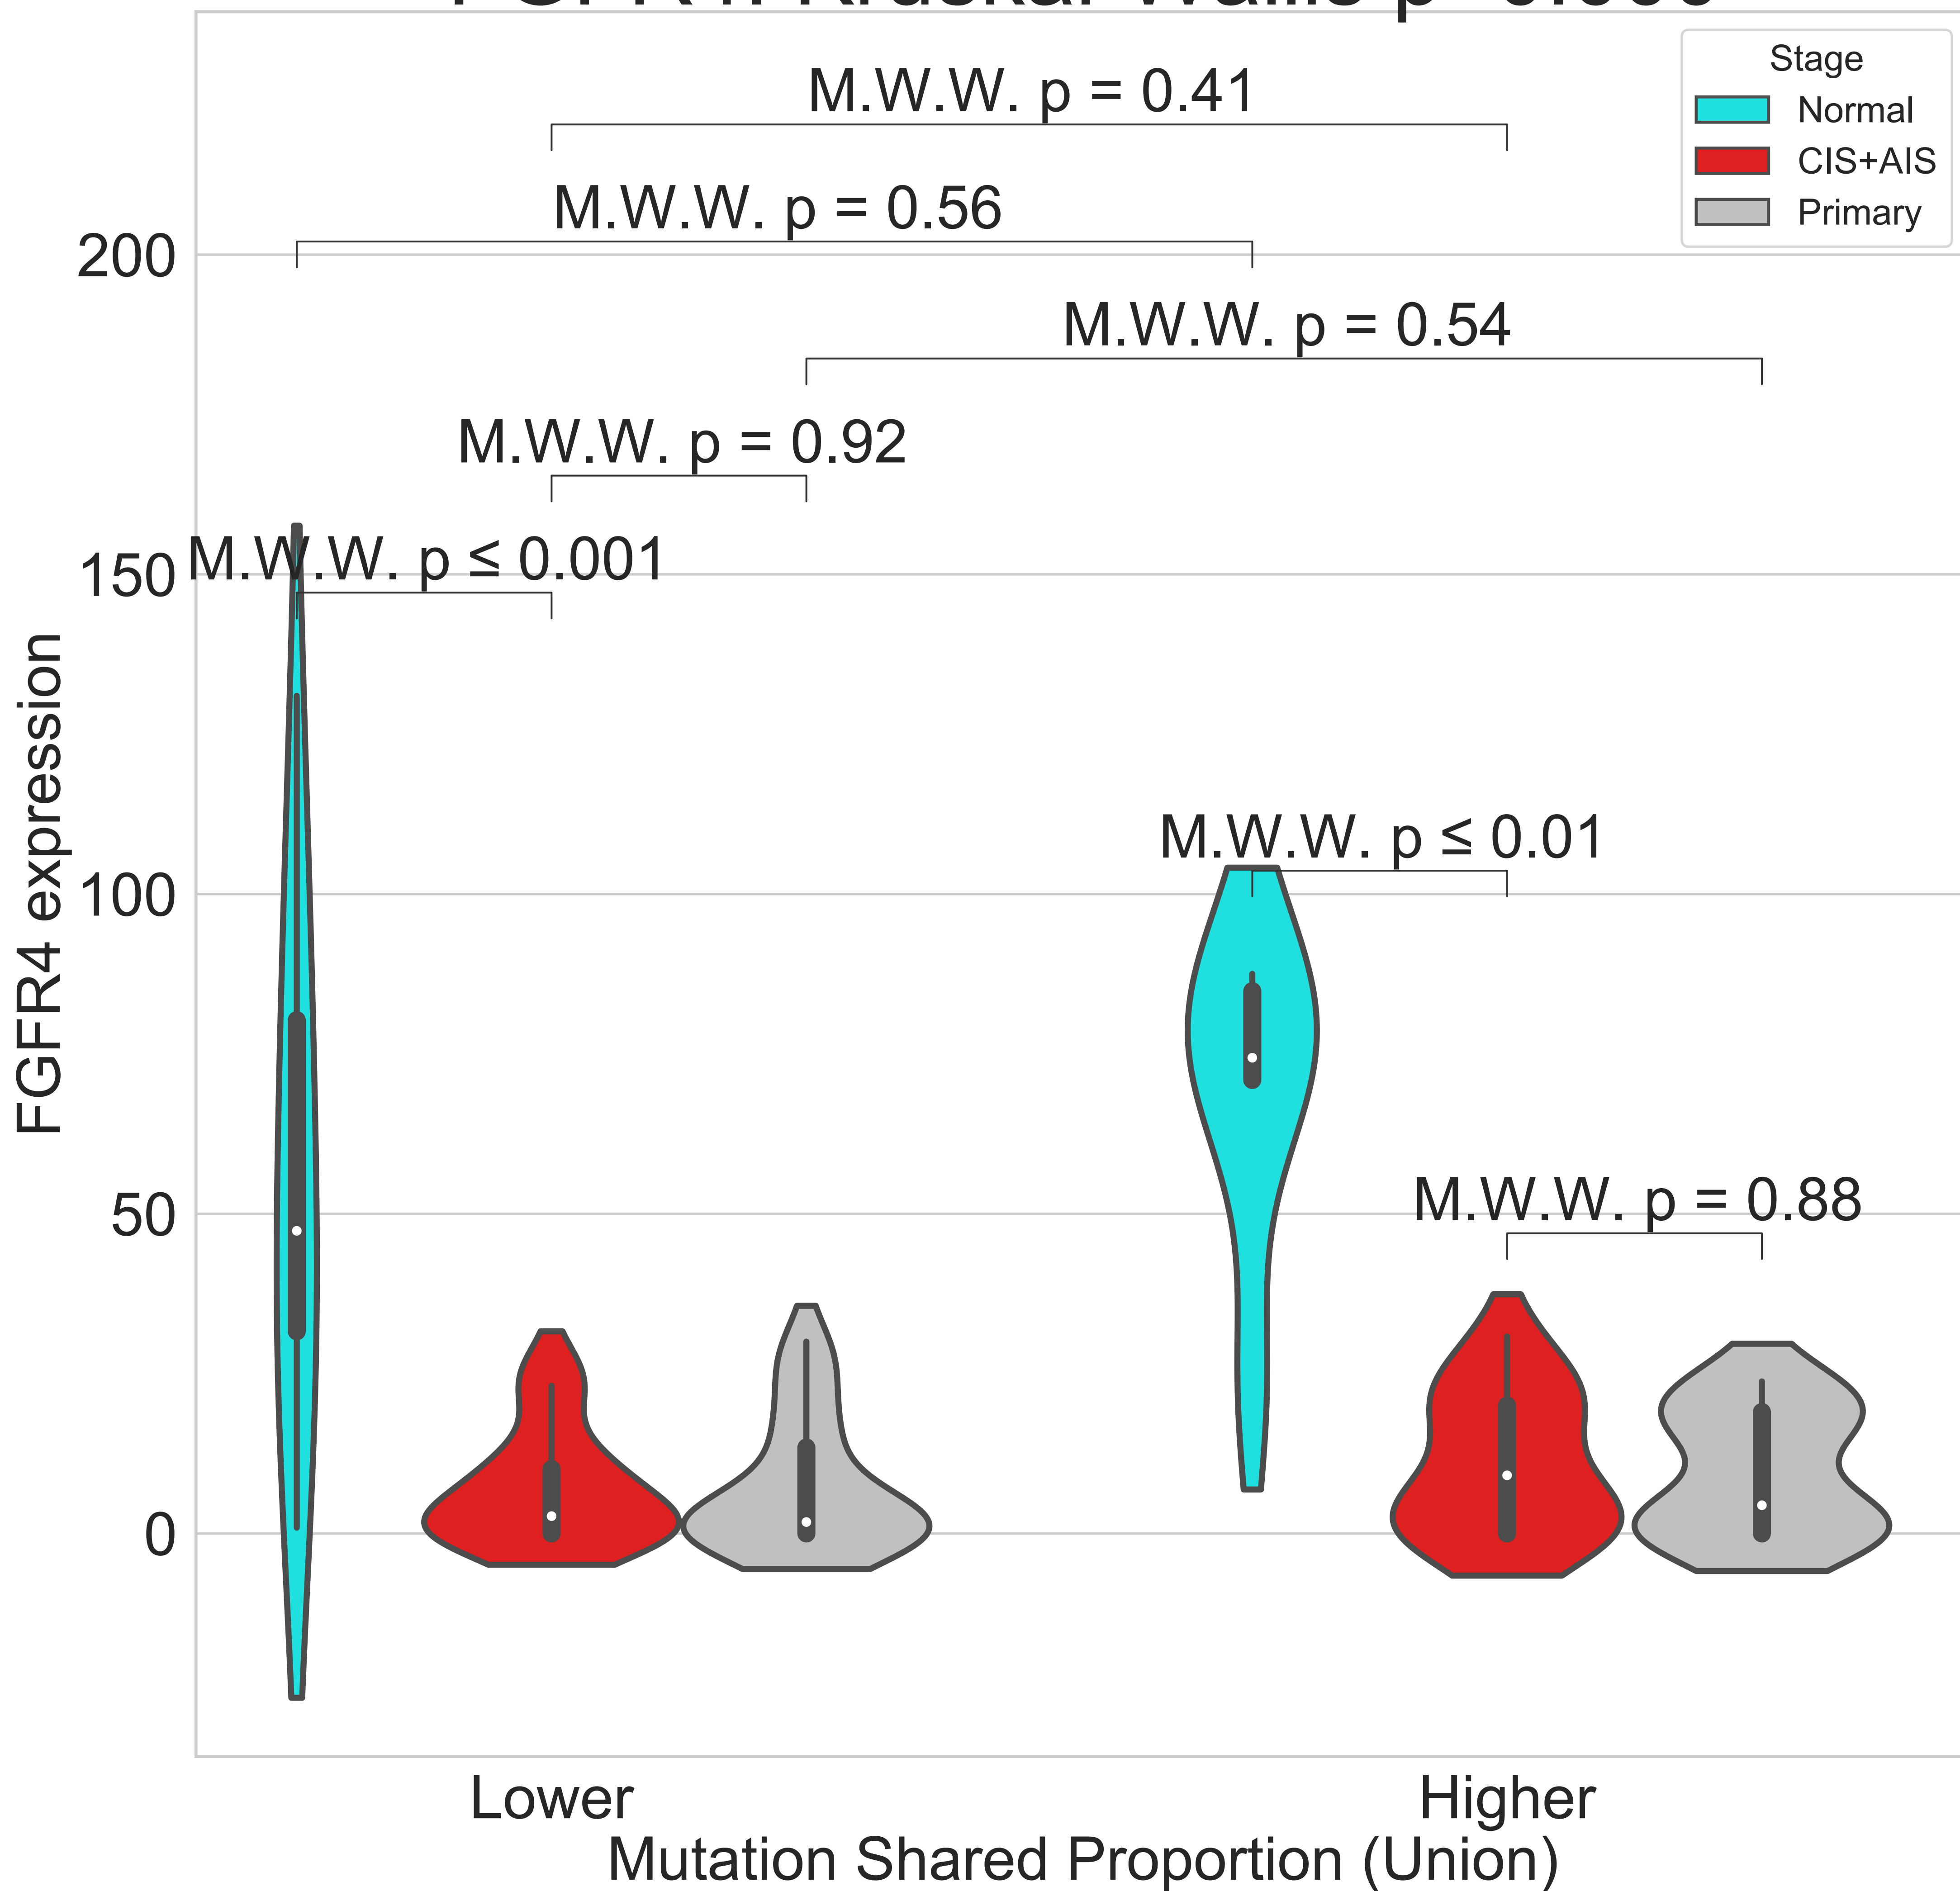 Stage
Normal
CIS+AIS
Primary
M.W.W. p = 0.41
M.W.W. p = 0.56
M.W.W. p = 0.54
M.W.W. p = 0.92
M.W.W. p ≤ 0.001
M.W.W. p ≤ 0.01
M.W.W. p = 0.88
FGFR4 expression
200
150
100
50
0
Lower
Higher
Mutation Shared Proportion (Union)